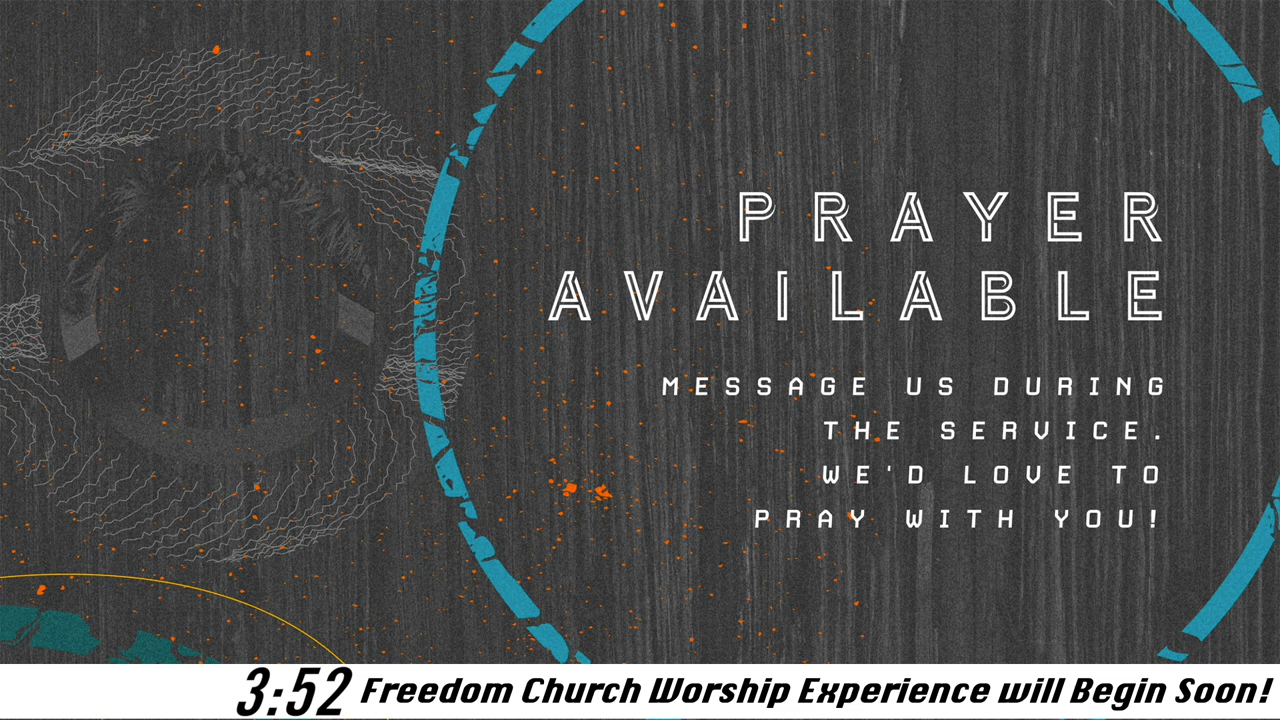 PRAYER
AVAILABLE
MESSAGE US DURING
THE SERVICE.
WE'D LOVE TO
PRAY WITH YOU!
3:52 Freedom Church Worship Experience will Begin Soon!